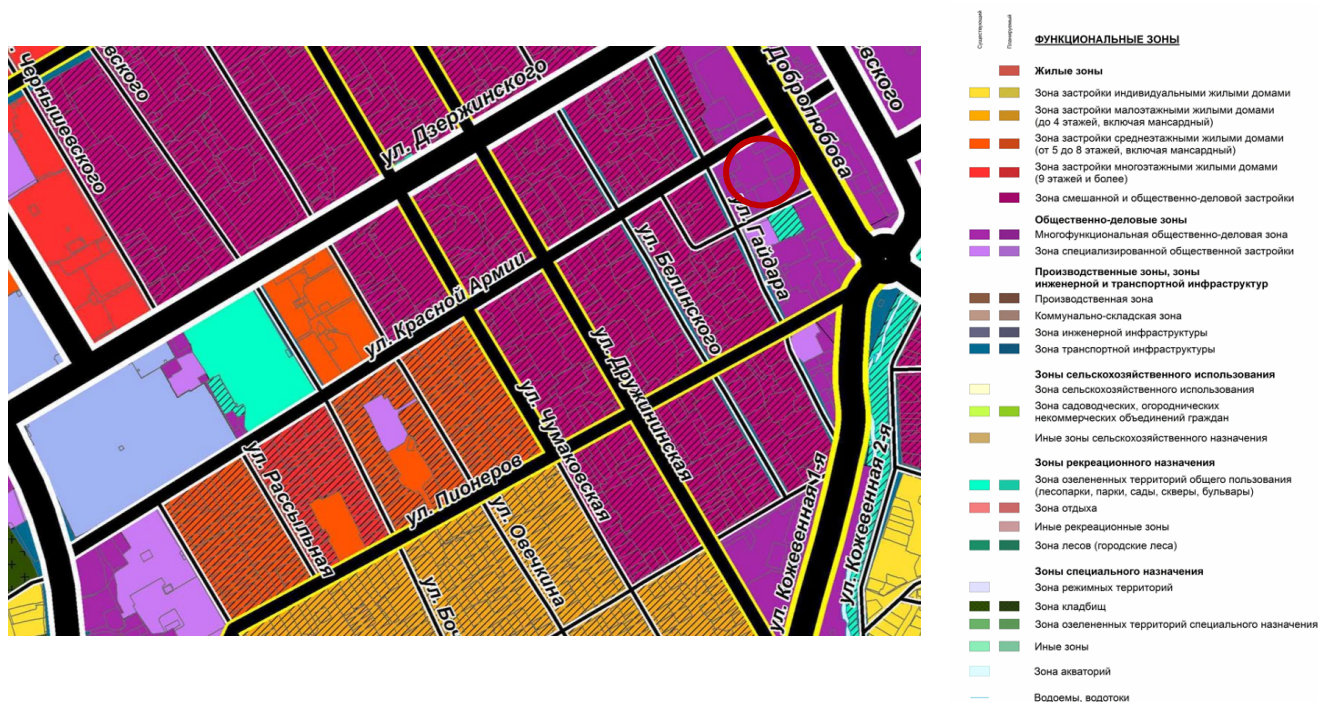 Чернышевского
вского
ул. Дзержинского
Добролюбова
евского
ул. Гайдара
ул. Белинского
ул. Красной Армии
ул. Дружининская
ул. Чумаковская
ул. Пионеров
ул. Рассыльная
ул. Овечкина
ул. Боч
ул. Кожевенная 1-я
ул. Кожевенная 2-я
Существующий
Планируемый
ФУНКЦИОНАЛЬНЫЕ ЗОНЫ
Жилые зоны
Зона застройки индивидуальными жилыми домами
Зона застройки малоэтажными жилыми домами
(до 4 этажей, включая мансардный)
Зона застройки среднеэтажными жилыми домами
(от 5 до 8 этажей, включая мансардный)
Зона застройки многоэтажными жилыми домами
(9 этажей и более)
Зона смешанной и общественно-деловой застройки
Общественно-деловые зоны
Многофункциональная общественно-деловая зона
Зона специализированной общественной застройки
Производственные зоны, зоны
инженерной и транспортной инфраструктур
Производственная зона
Коммунально-складская зона
Зона инженерной инфраструктуры
Зона транспортной инфраструктуры
Зоны сельскохозяйственного использования
Зона сельскохозяйственного использования
Зона садоводческих, огороднических
некоммерческих объединений граждан
Иные зоны сельскохозяйственного назначения
Зоны рекреационного назначения
Зона озелененных территорий общего пользования
(лесопарки, парки, сады, скверы, бульвары)
Зона отдыха
Иные рекреационные зоны
Зона лесов (городские леса)
Зоны специального назначения
Зона режимных территорий
Зона кладбищ
Зона озелененных территорий специального назначения
Иные зоны
Зона акваторий
Водоемы, водотоки